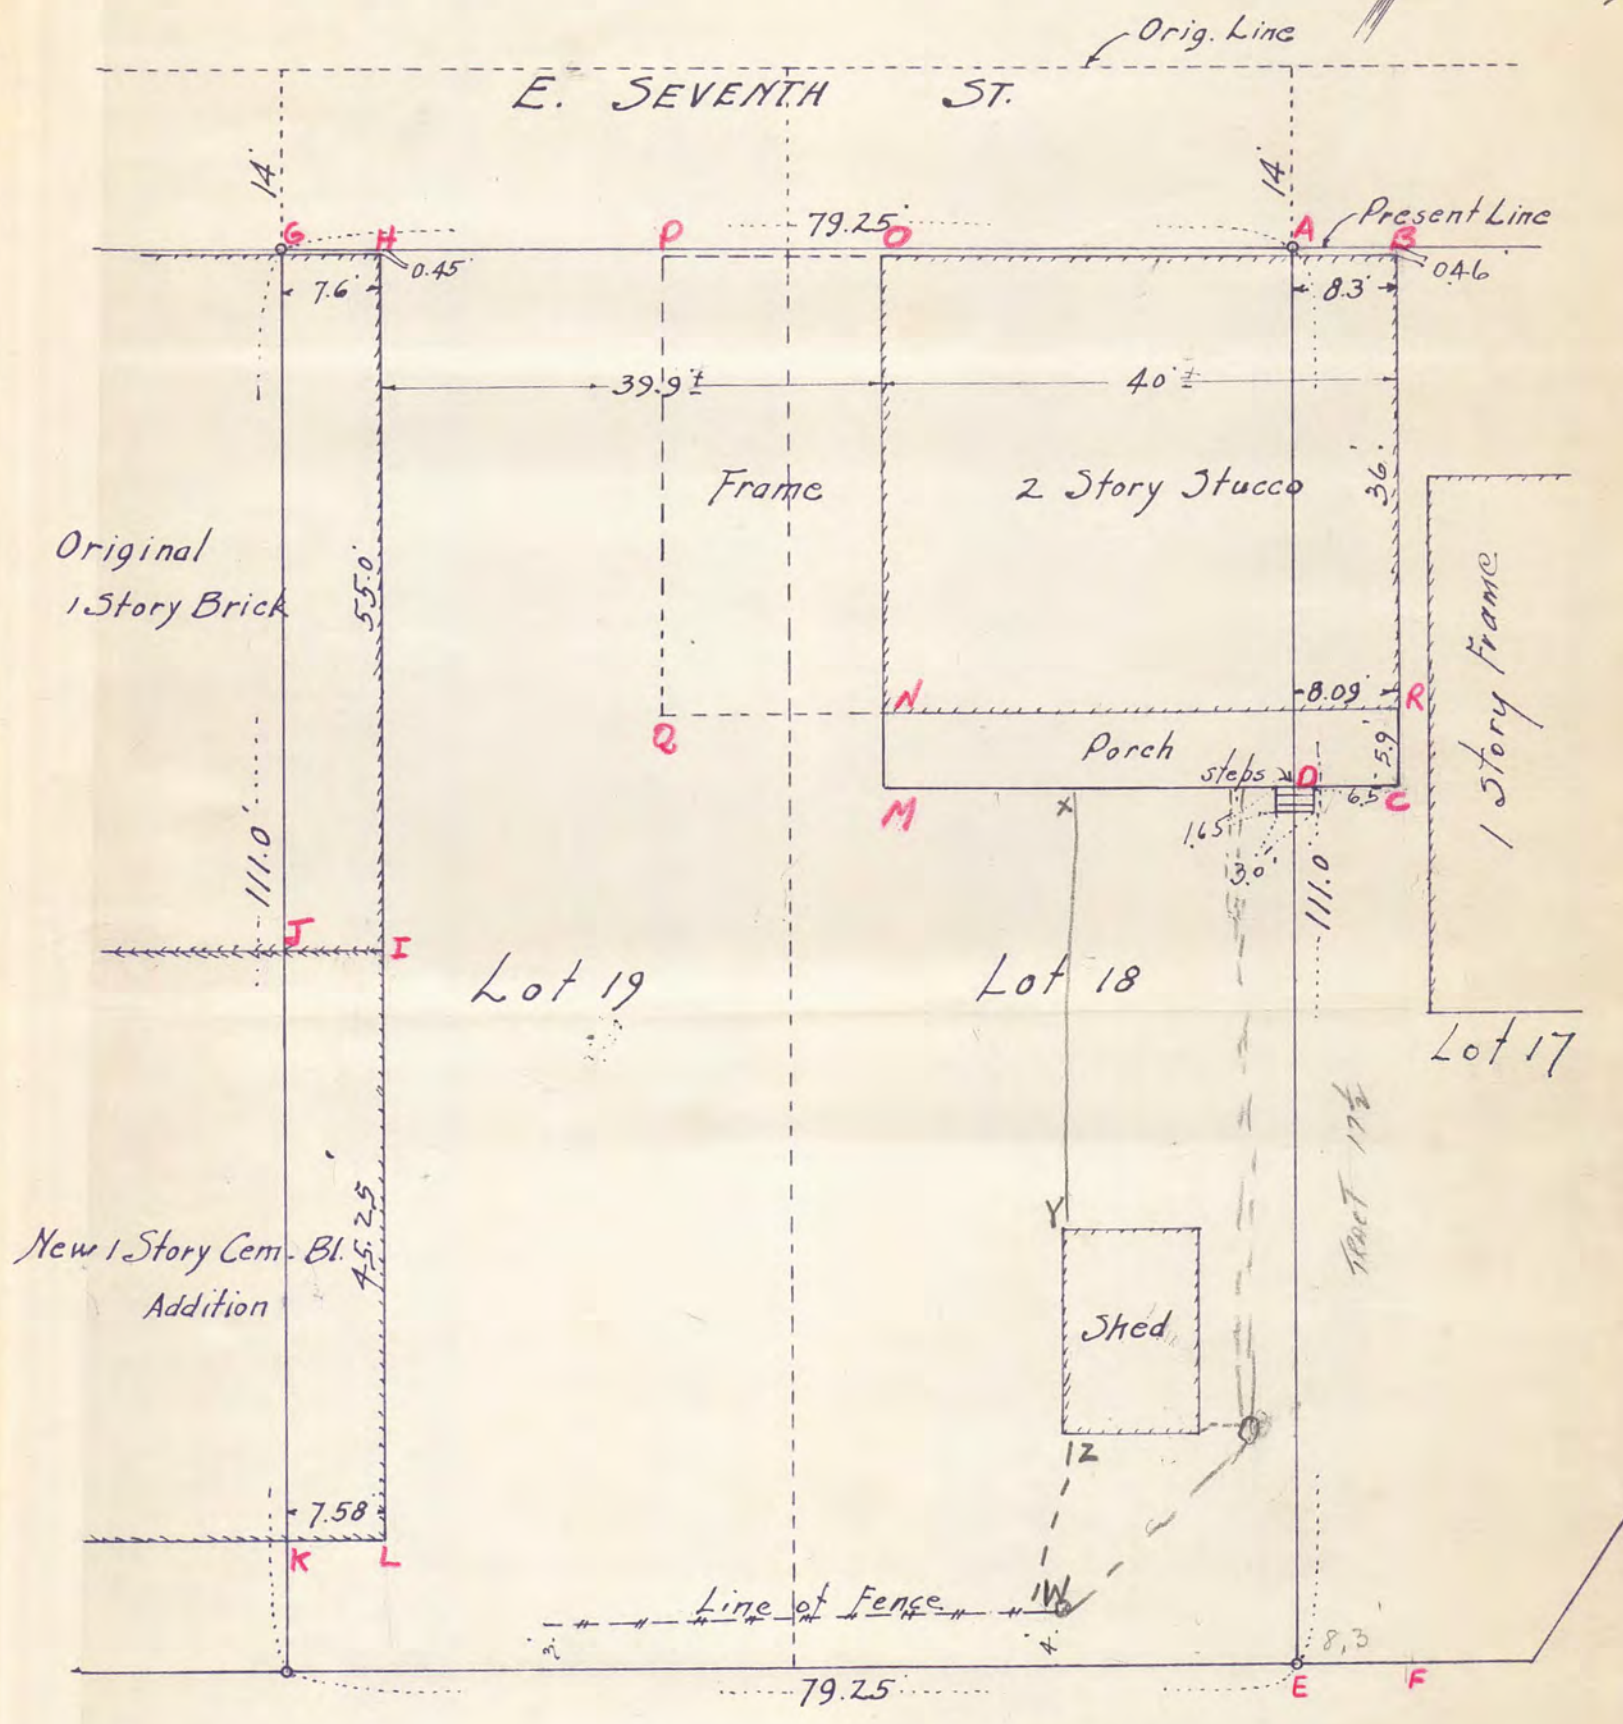 Orig. Line
E. SEVENTH ST.
14'
14'
79.25'
Present Line
G
H
P
O
A
B
0.45'
0.46'
7.6'
8.3'
39.9' ±
40' ±
Frame
2 Story Stucco
36.'
Original
1 Story Brick
55.0'
1 Story Frame
N
8.09'
R
Q
Porch
5.9'
steps
D
6.5'
C
M
X
1.65'
3.0'
111.0'
111.0'
J
I
Lot 19
Lot 18
Lot 17
TRACT 17½
Y
New 1 Story Cem. Bl.
Addition
45.25'
Shed
Z
7.58'
K
L
W
Line of Fence
3'
4'
8.3'
79.25'
E
F